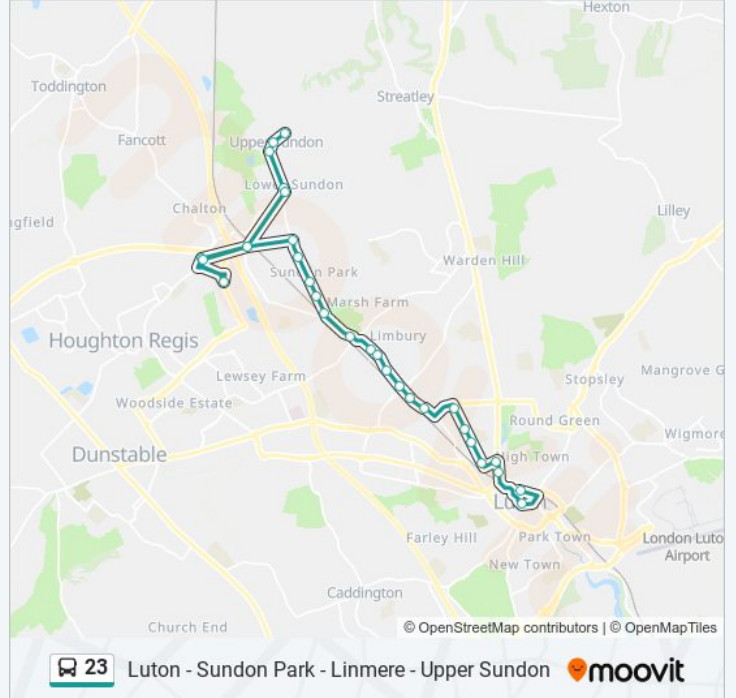 Hexton
Toddington
Streatley
Fancott
Upper Sundon
Lower Sundon
Chalton
Lilley
gfield
Warden Hill
Sundon Park
Marsh Farm
Limbury
Houghton Regis
Mangrove G
Lewsey Farm
Stopsley
Woodside Estate
Round Green
Wigmore
Dunstable
High Town
Luton
Farley Hill
Park Town
London Luto
Airport
New Town
Caddington
Church End
© OpenStreetMap contributors | © OpenMapTiles
23 Luton - Sundon Park - Linmere - Upper Sundon moovit